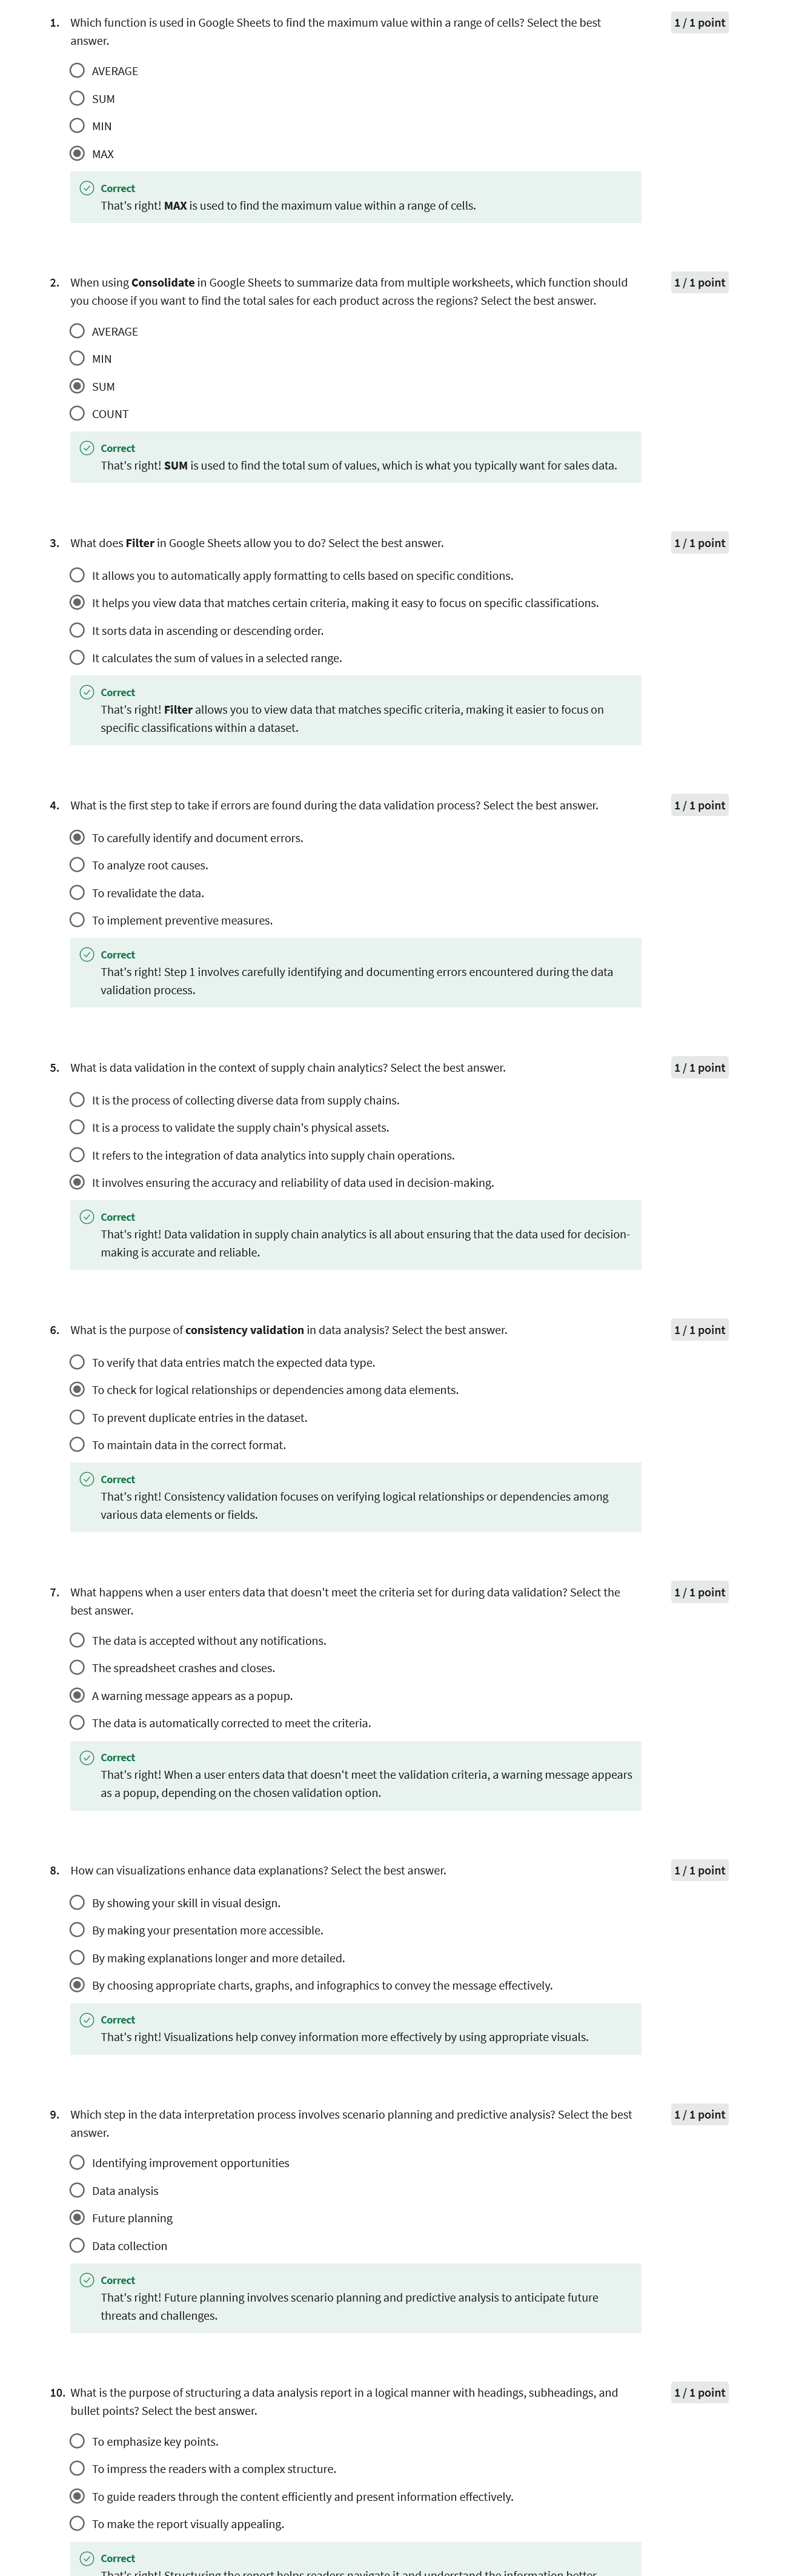 1. Which function is used in Google Sheets to find the maximum value within a range of cells? Select the best
answer.
1 / 1 point
AVERAGE
SUM
MIN
MAX
Correct
That's right! MAX is used to find the maximum value within a range of cells.
2. When using Consolidate in Google Sheets to summarize data from multiple worksheets, which function should
you choose if you want to find the total sales for each product across the regions? Select the best answer.
1 / 1 point
AVERAGE
MIN
SUM
COUNT
Correct
That's right! SUM is used to find the total sum of values, which is what you typically want for sales data.
3. What does Filter in Google Sheets allow you to do? Select the best answer.
1 / 1 point
It allows you to automatically apply formatting to cells based on specific conditions.
It helps you view data that matches certain criteria, making it easy to focus on specific classifications.
It sorts data in ascending or descending order.
It calculates the sum of values in a selected range.
Correct
That's right! Filter allows you to view data that matches specific criteria, making it easier to focus on
specific classifications within a dataset.
4. What is the first step to take if errors are found during the data validation process? Select the best answer.
1 / 1 point
To carefully identify and document errors.
To analyze root causes.
To revalidate the data.
To implement preventive measures.
Correct
That's right! Step 1 involves carefully identifying and documenting errors encountered during the data
validation process.
5. What is data validation in the context of supply chain analytics? Select the best answer.
1 / 1 point
It is the process of collecting diverse data from supply chains.
It is a process to validate the supply chain's physical assets.
It refers to the integration of data analytics into supply chain operations.
It involves ensuring the accuracy and reliability of data used in decision-making.
Correct
That's right! Data validation in supply chain analytics is all about ensuring that the data used for decision-
making is accurate and reliable.
6. What is the purpose of consistency validation in data analysis? Select the best answer.
1 / 1 point
To verify that data entries match the expected data type.
To check for logical relationships or dependencies among data elements.
To prevent duplicate entries in the dataset.
To maintain data in the correct format.
Correct
That's right! Consistency validation focuses on verifying logical relationships or dependencies among
various data elements or fields.
7. What happens when a user enters data that doesn't meet the criteria set for during data validation? Select the
best answer.
1 / 1 point
The data is accepted without any notifications.
The spreadsheet crashes and closes.
A warning message appears as a popup.
The data is automatically corrected to meet the criteria.
Correct
That's right! When a user enters data that doesn't meet the validation criteria, a warning message appears
as a popup, depending on the chosen validation option.
8. How can visualizations enhance data explanations? Select the best answer.
1 / 1 point
By showing your skill in visual design.
By making your presentation more accessible.
By making explanations longer and more detailed.
By choosing appropriate charts, graphs, and infographics to convey the message effectively.
Correct
That's right! Visualizations help convey information more effectively by using appropriate visuals.
9. Which step in the data interpretation process involves scenario planning and predictive analysis? Select the best
answer.
1 / 1 point
Identifying improvement opportunities
Data analysis
Future planning
Data collection
Correct
That's right! Future planning involves scenario planning and predictive analysis to anticipate future
threats and challenges.
10. What is the purpose of structuring a data analysis report in a logical manner with headings, subheadings, and
bullet points? Select the best answer.
1 / 1 point
To emphasize key points.
To impress the readers with a complex structure.
To guide readers through the content efficiently and present information effectively.
To make the report visually appealing.
Correct
That's right! Structuring the report helps readers navigate it and understand the information better.